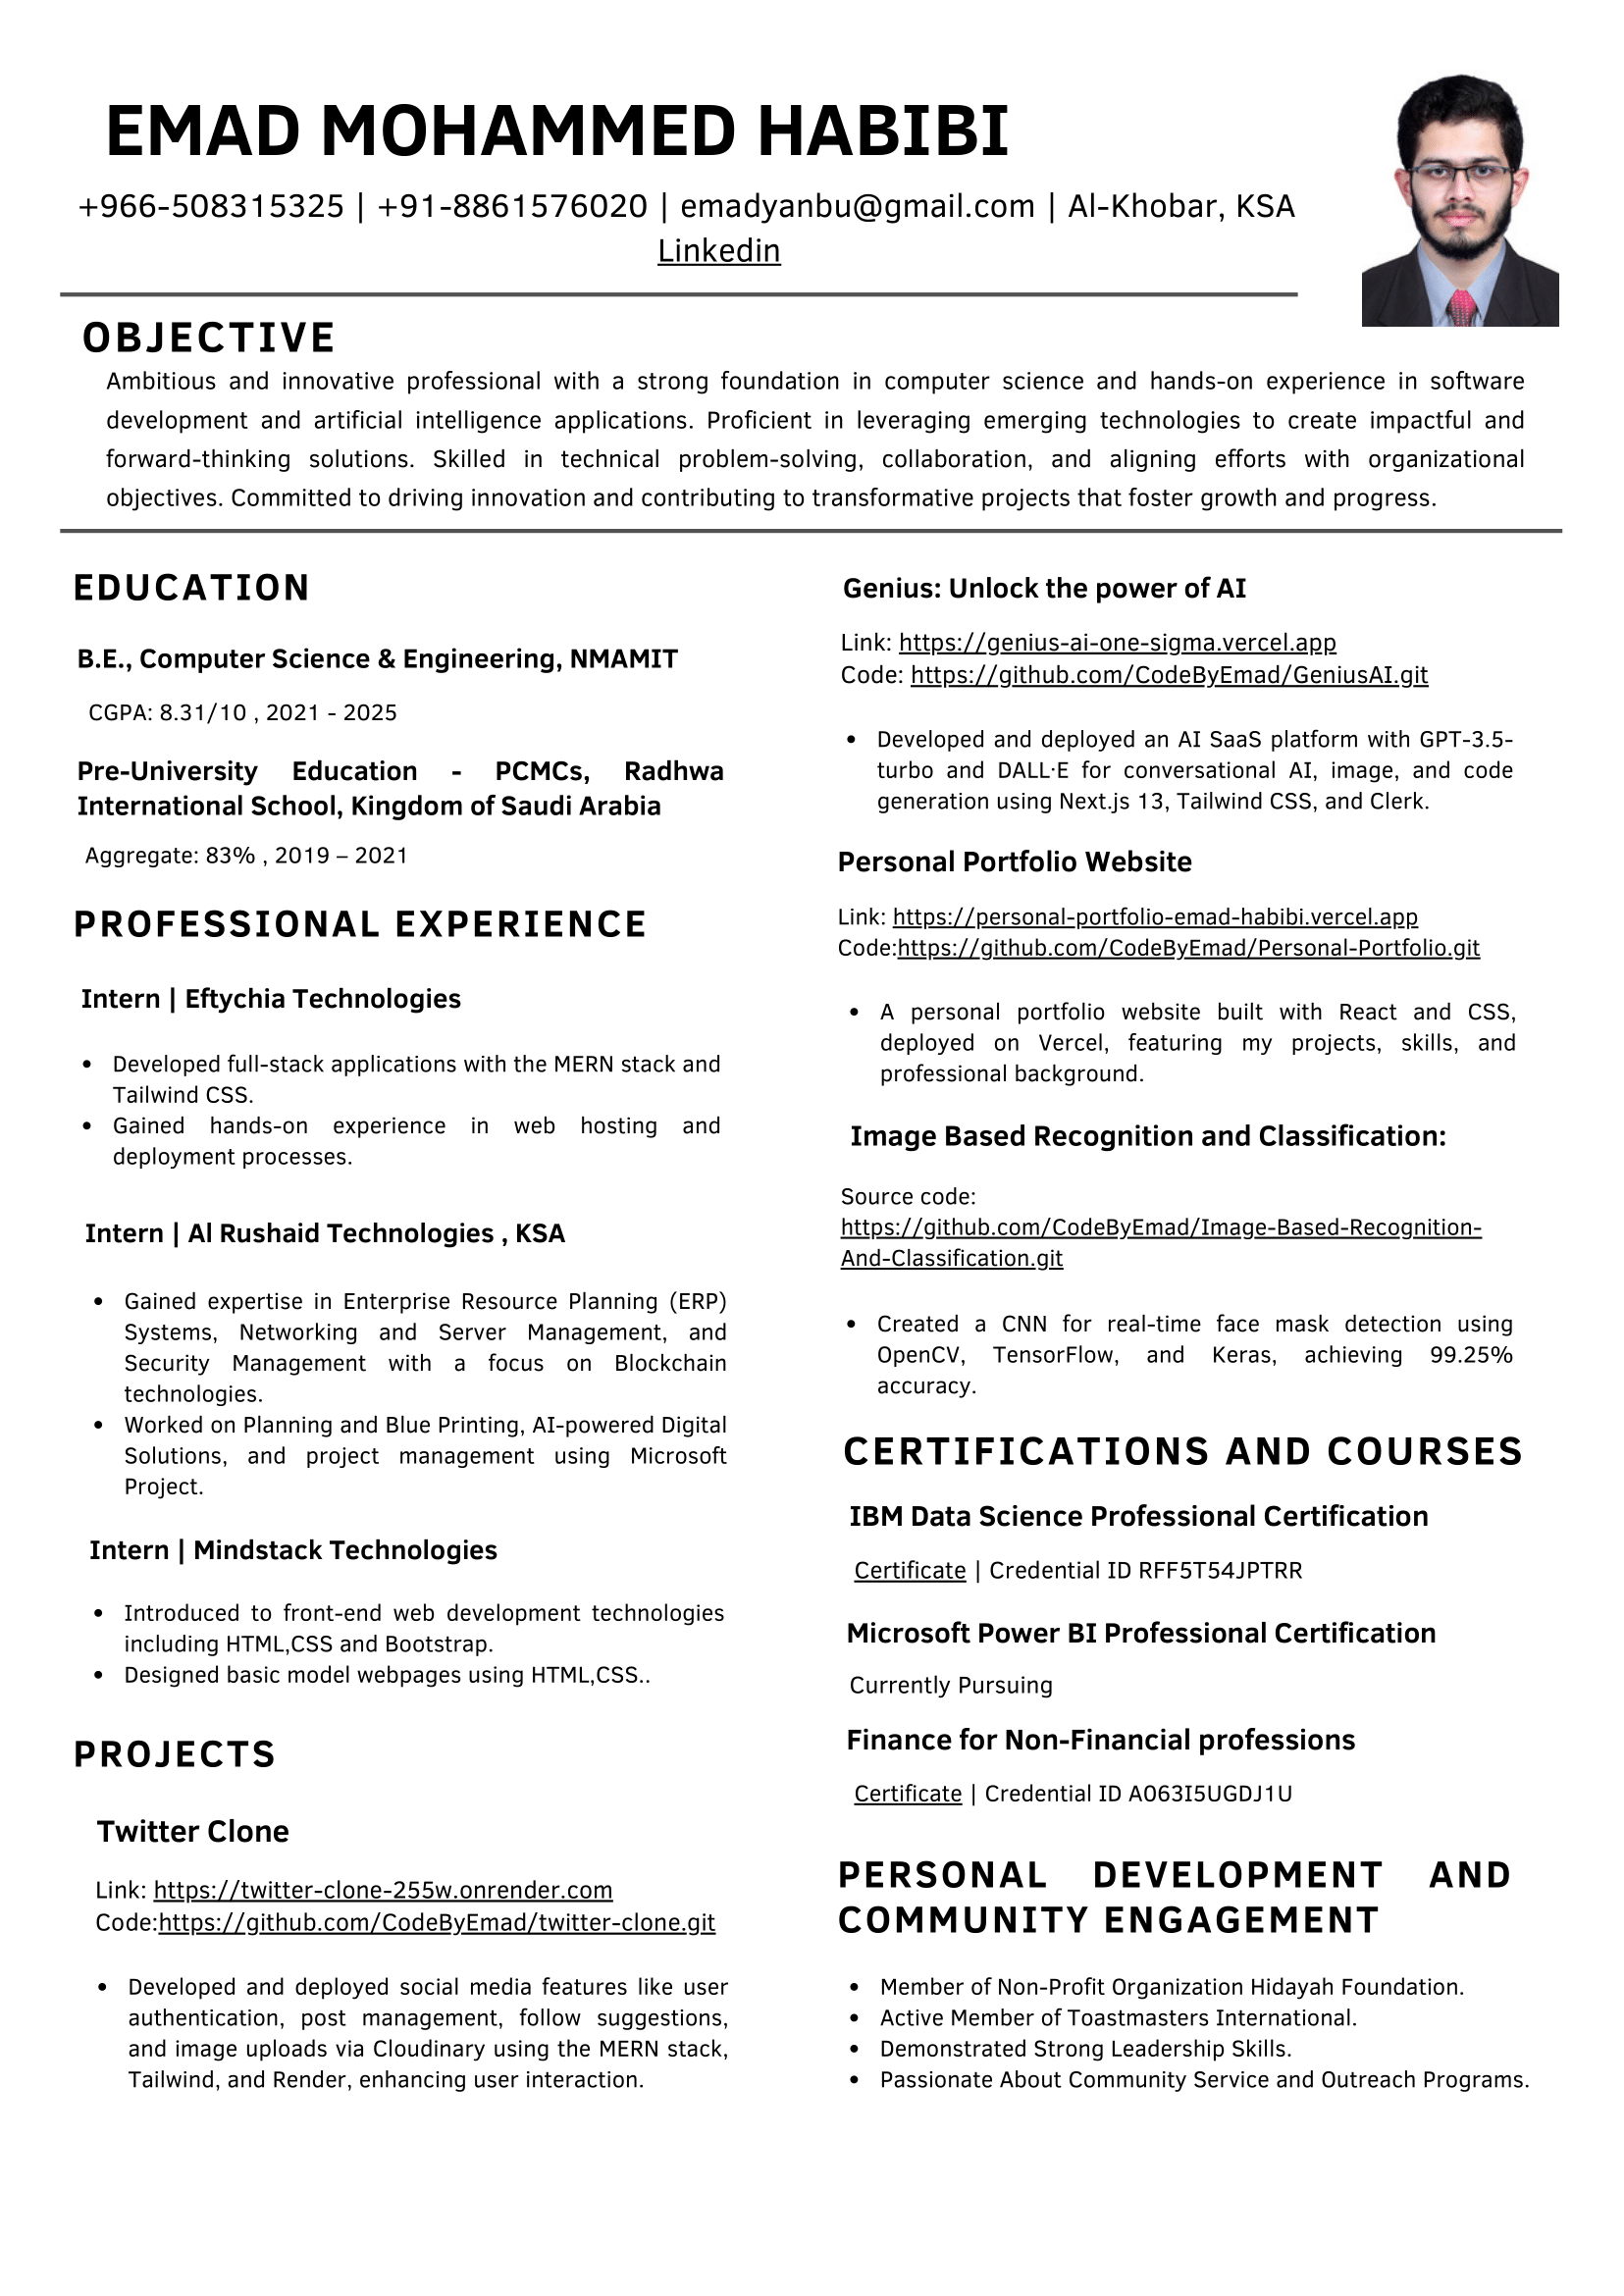 EMAD MOHAMMED HABIBI
+966-508315325 | +91-8861576020 | emadyanbu@gmail.com | Al-Khobar, KSA
Linkedin
OBJECTIVE
Ambitious and innovative professional with a strong foundation in computer science and hands-on experience in software
development and artificial intelligence applications. Proficient in leveraging emerging technologies to create impactful and
forward-thinking solutions. Skilled in technical problem-solving, collaboration, and aligning efforts with organizational
objectives. Committed to driving innovation and contributing to transformative projects that foster growth and progress.
EDUCATION
B.E., Computer Science & Engineering, NMAMIT
CGPA: 8.31/10 , 2021 - 2025
Pre-University Education - PCMCs, Radhwa
International School, Kingdom of Saudi Arabia
Aggregate: 83% , 2019 – 2021
PROFESSIONAL EXPERIENCE
Intern | Eftychia Technologies
• Developed full-stack applications with the MERN stack and
Tailwind CSS.
• Gained hands-on experience in web hosting and
deployment processes.
Intern | Al Rushaid Technologies , KSA
• Gained expertise in Enterprise Resource Planning (ERP)
Systems, Networking and Server Management, and
Security Management with a focus on Blockchain
technologies.
• Worked on Planning and Blue Printing, AI-powered Digital
Solutions, and project management using Microsoft
Project.
Intern | Mindstack Technologies
• Introduced to front-end web development technologies
including HTML,CSS and Bootstrap.
• Designed basic model webpages using HTML,CSS..
PROJECTS
Twitter Clone
Link: https://twitter-clone-255w.onrender.com
Code:https://github.com/CodeByEmad/twitter-clone.git
• Developed and deployed social media features like user
authentication, post management, follow suggestions,
and image uploads via Cloudinary using the MERN stack,
Tailwind, and Render, enhancing user interaction.
Genius: Unlock the power of AI
Link: https://genius-ai-one-sigma.vercel.app
Code: https://github.com/CodeByEmad/GeniusAI.git
• Developed and deployed an AI SaaS platform with GPT-3.5-
turbo and DALL·E for conversational AI, image, and code
generation using Next.js 13, Tailwind CSS, and Clerk.
Personal Portfolio Website
Link: https://personal-portfolio-emad-habibi.vercel.app
Code:https://github.com/CodeByEmad/Personal-Portfolio.git
• A personal portfolio website built with React and CSS,
deployed on Vercel, featuring my projects, skills, and
professional background.
Image Based Recognition and Classification:
Source code:
https://github.com/CodeByEmad/Image-Based-Recognition-
And-Classification.git
• Created a CNN for real-time face mask detection using
OpenCV, TensorFlow, and Keras, achieving 99.25%
accuracy.
CERTIFICATIONS AND COURSES
IBM Data Science Professional Certification
Certificate | Credential ID RFF5T54JPTRR
Microsoft Power BI Professional Certification
Currently Pursuing
Finance for Non-Financial professions
Certificate | Credential ID A063I5UGDJ1U
PERSONAL DEVELOPMENT AND
COMMUNITY ENGAGEMENT
• Member of Non-Profit Organization Hidayah Foundation.
• Active Member of Toastmasters International.
• Demonstrated Strong Leadership Skills.
• Passionate About Community Service and Outreach Programs.